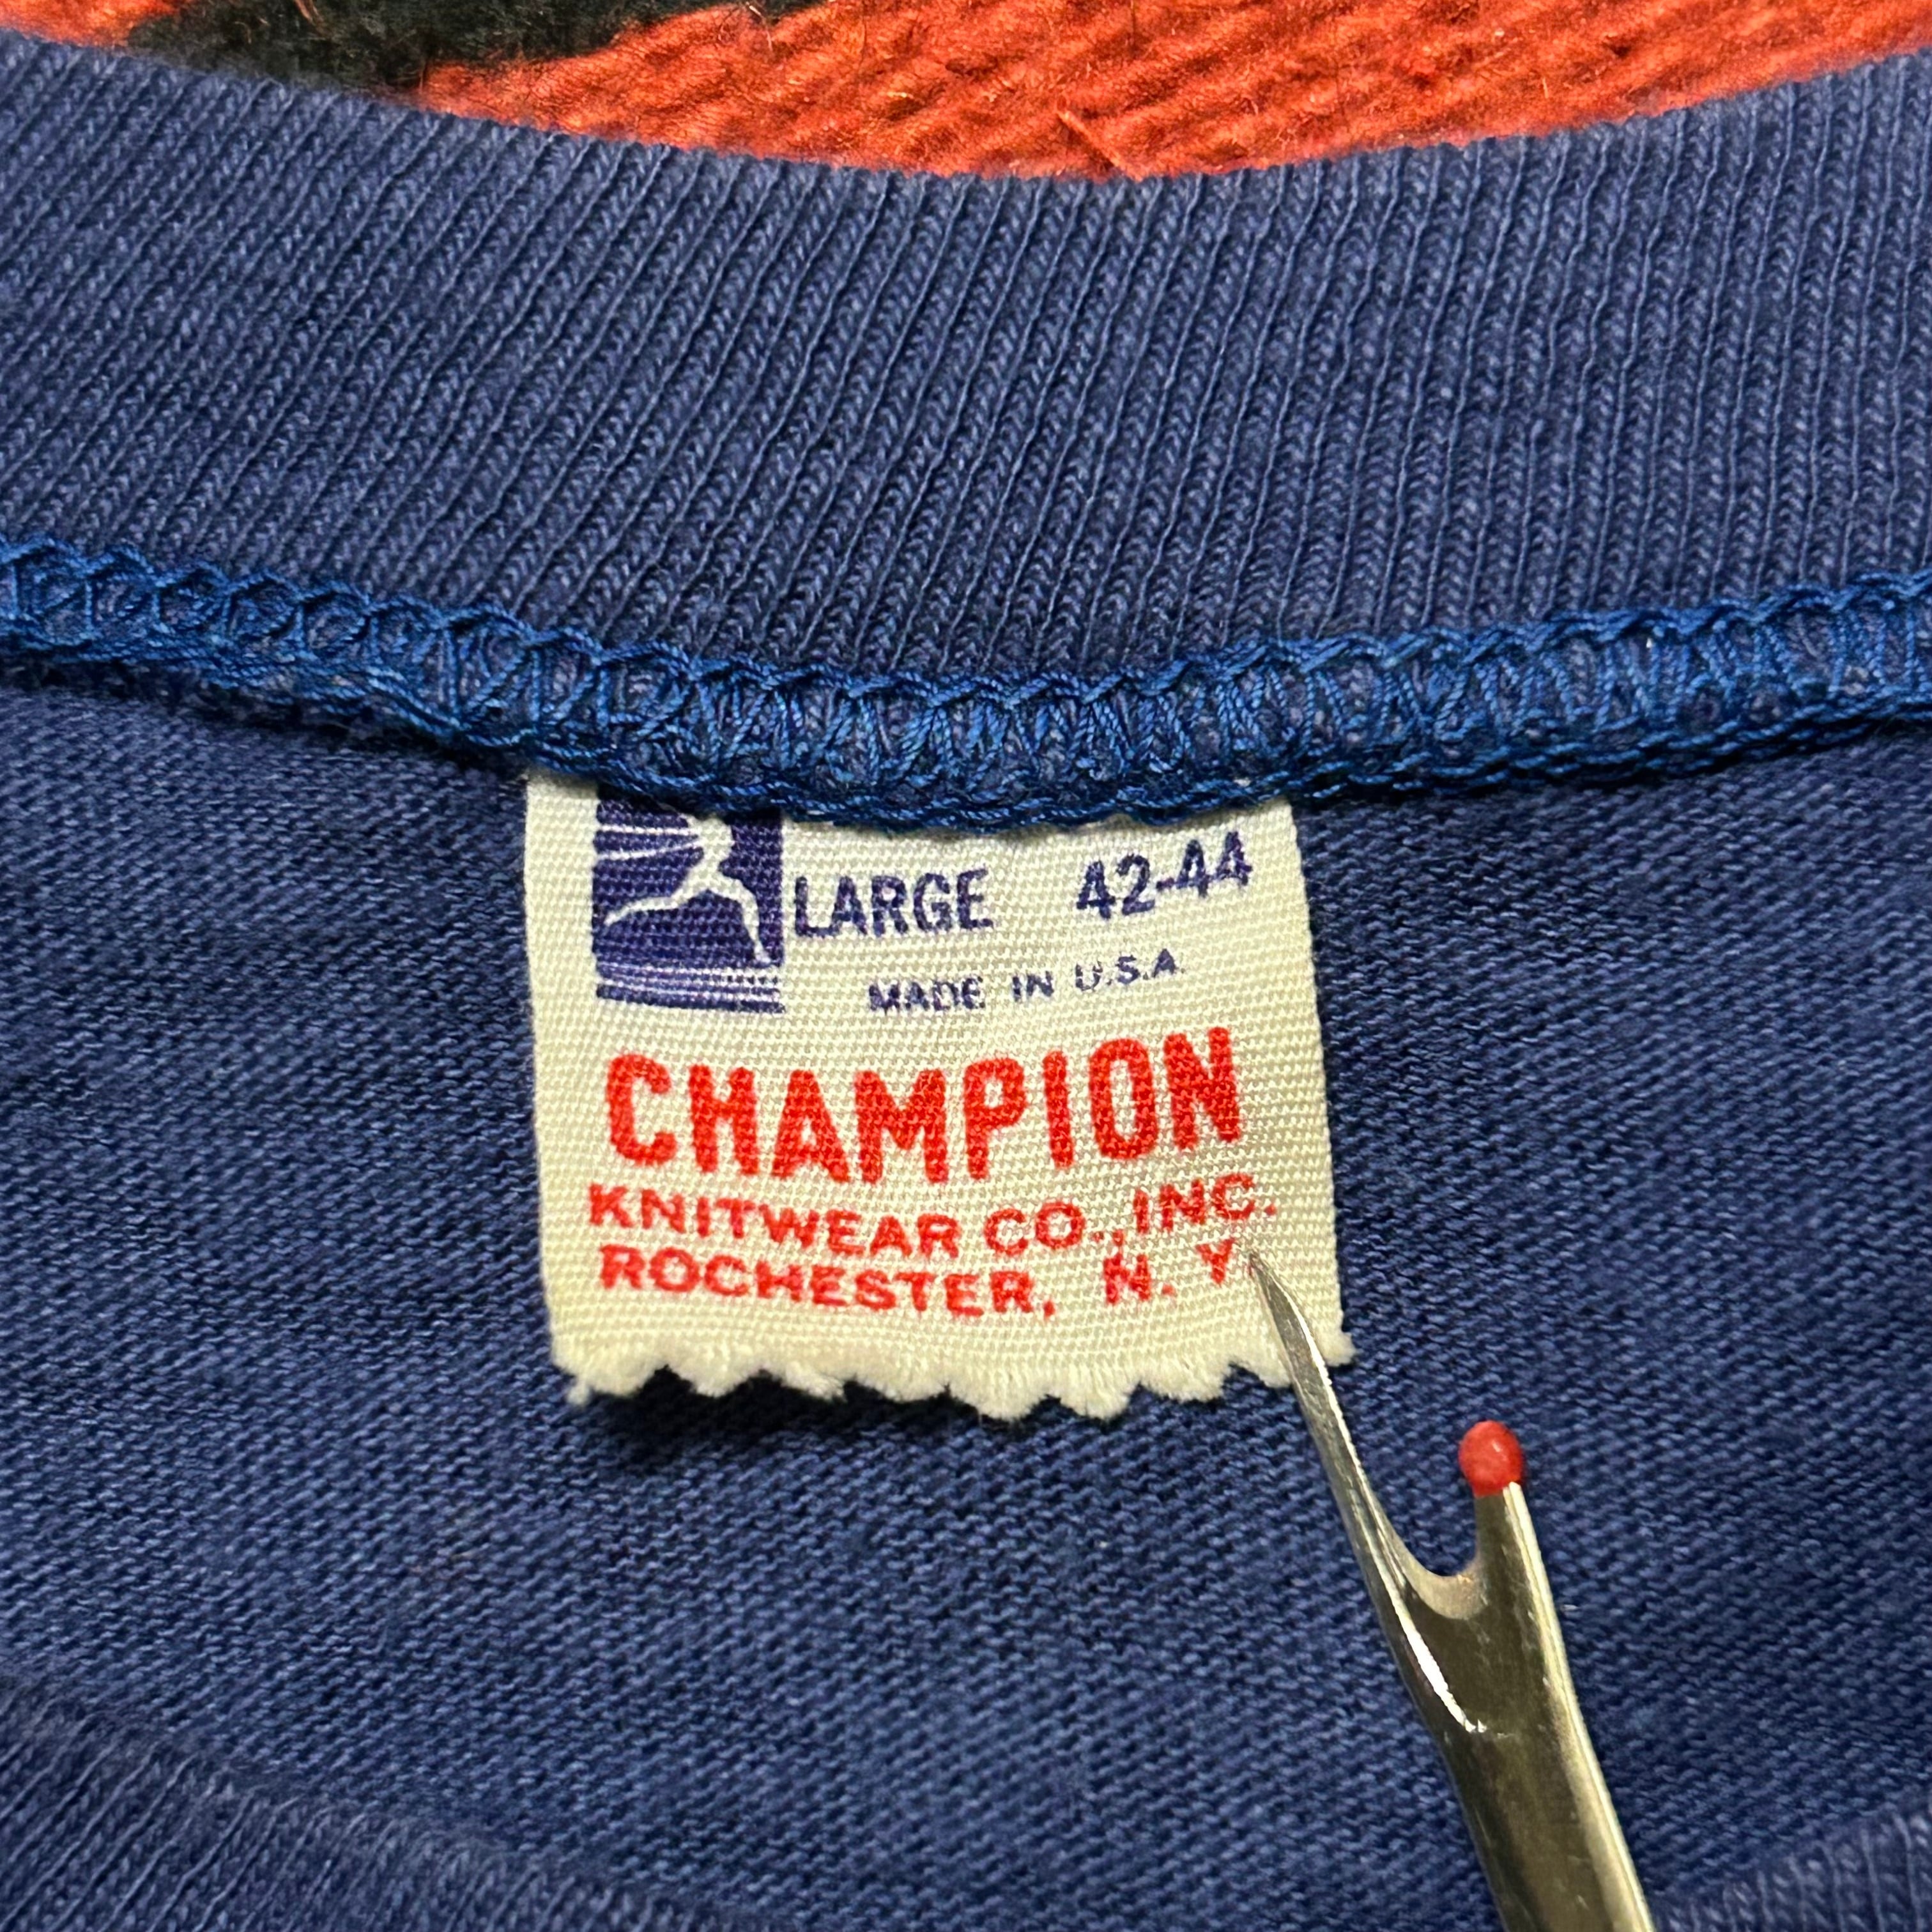 LARGE 42-44
MADE IN U.S.A.
CHAMPION
KNITWEAR CO., INC.
ROCHESTER, N. Y.